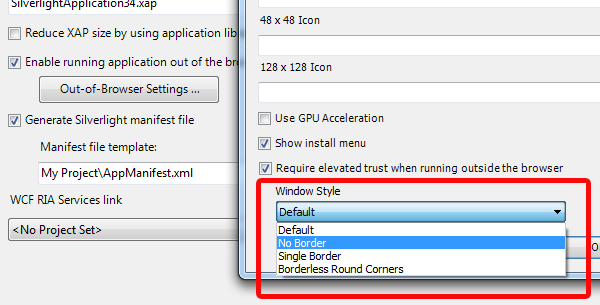 SilverlightApplication34.xap
Reduce XAP size by using application lib
Enable running application out of the bro
Out-of-Browser Settings ...
Generate Silverlight manifest file
Manifest file template:
My Project\AppManifest.xml
WCF RIA Services link
<No Project Set>
48 x 48 Icon
128 x 128 Icon
Use GPU Acceleration
Show install menu
Require elevated trust when running outside the browser
Window Style
Default
Default
No Border
Single Border
Borderless Round Corners